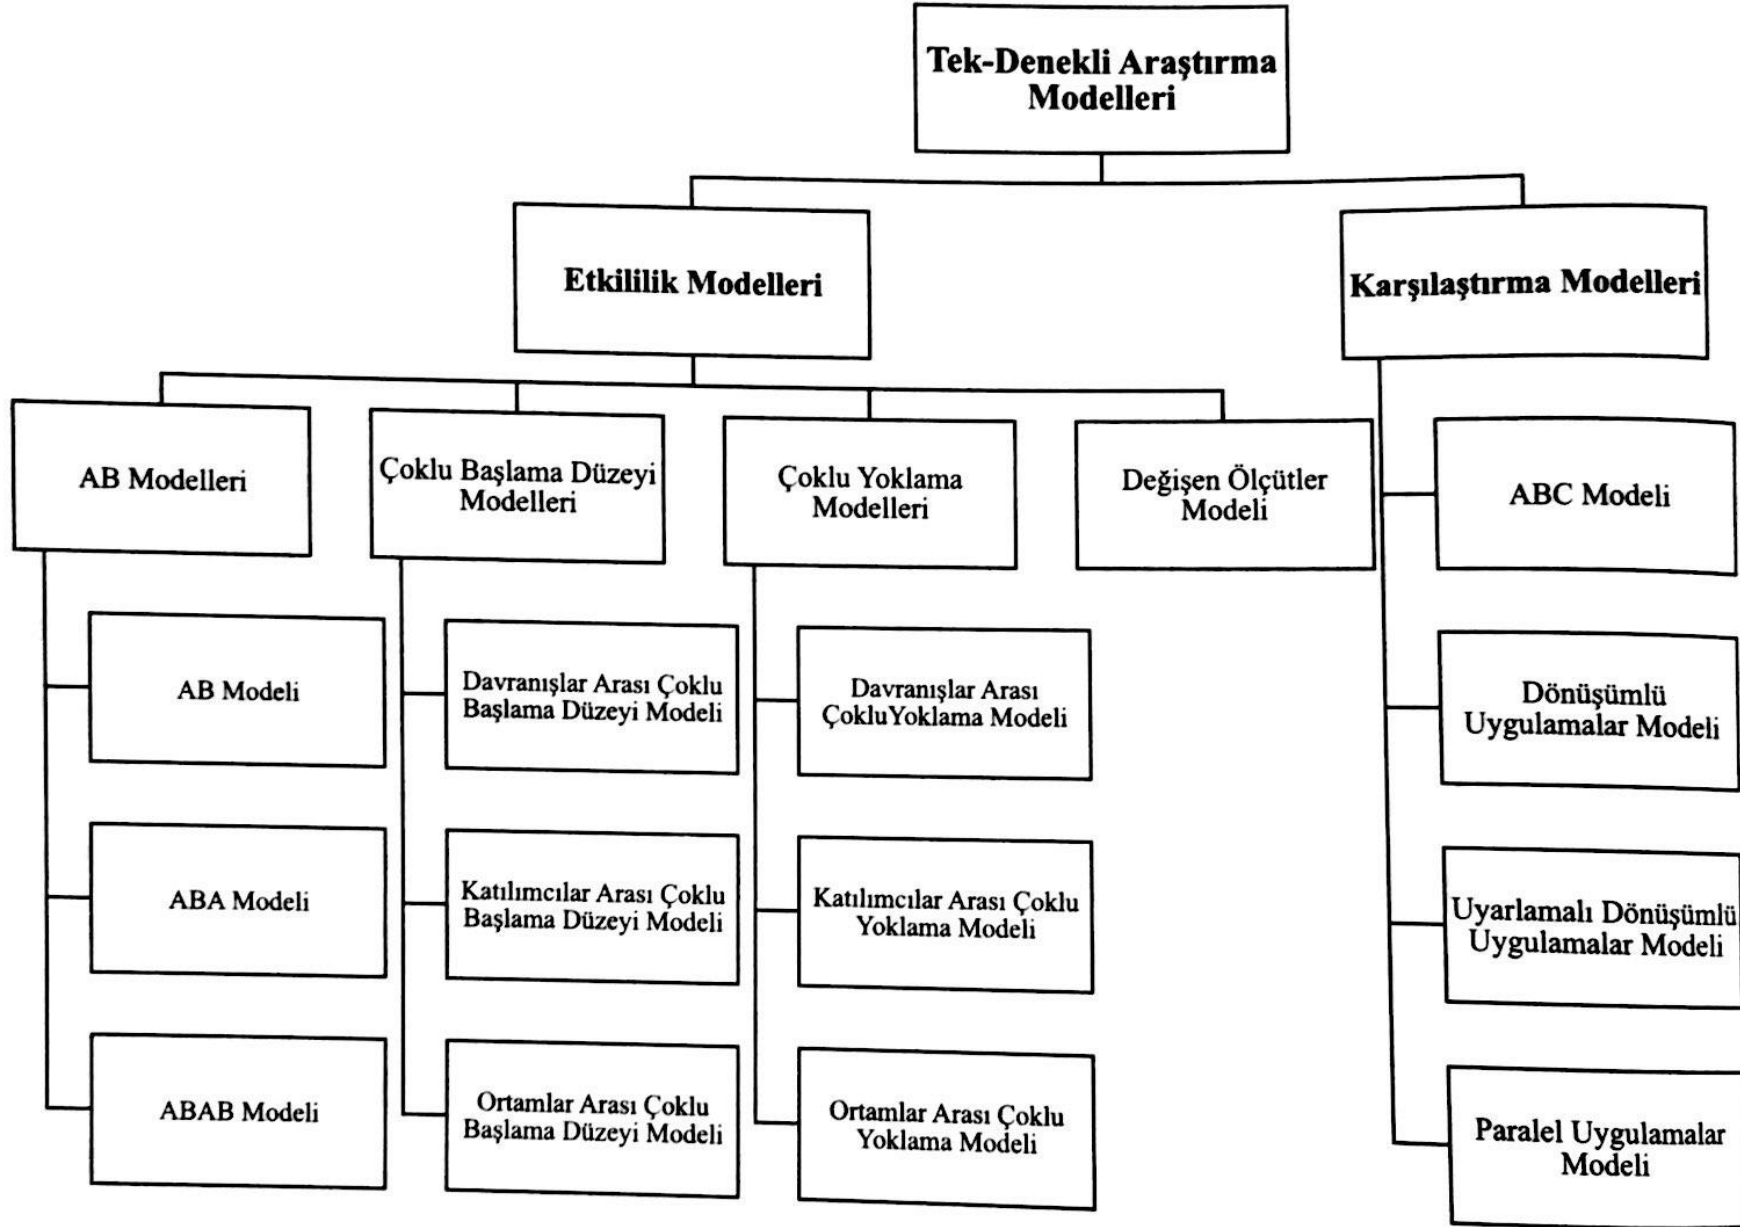 Tek-Denekli Araştırma
Modelleri
Etkililik Modelleri
Karşılaştırma Modelleri
AB Modelleri
Çoklu Başlama Düzeyi
Modelleri
Çoklu Yoklama
Modelleri
Değişen Ölçütler
Modeli
ABC Modeli
AB Modeli
Davranışlar Arası Çoklu
Başlama Düzeyi Modeli
Davranışlar Arası
ÇokluYoklama Modeli
Dönüşümlü
Uygulamalar Modeli
ABA Modeli
Katılımcılar Arası Çoklu
Başlama Düzeyi Modeli
Katılımcılar Arası Çoklu
Yoklama Modeli
Uyarlamalı Dönüşümlü
Uygulamalar Modeli
ABAB Modeli
Ortamlar Arası Çoklu
Başlama Düzeyi Modeli
Ortamlar Arası Çoklu
Yoklama Modeli
Paralel Uygulamalar
Modeli